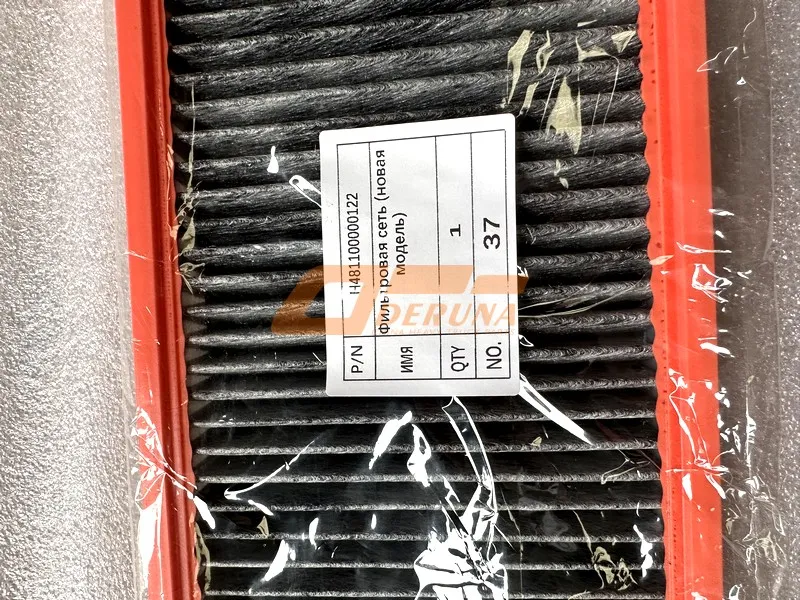 P/N H481100000122
ИМЯ Фильтровая сеть (новая
модель)
QTY 1
NO. 37
DERUNA